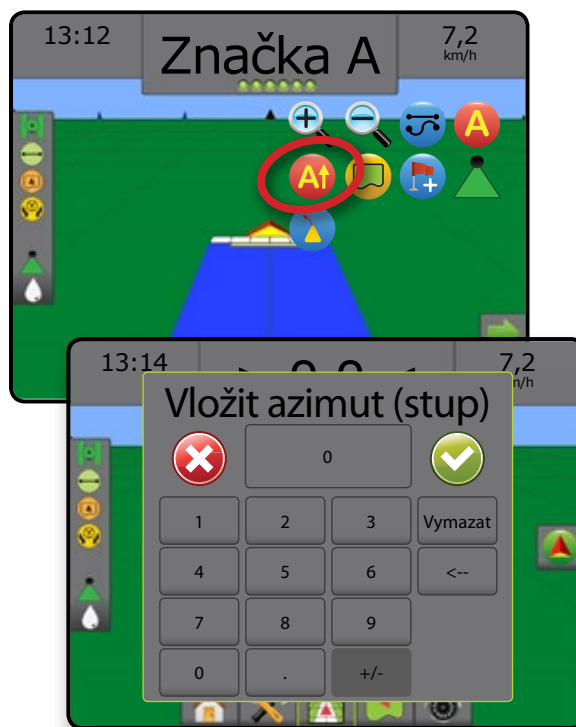 13:12 Značka A 7,2
km/h
A
A
13:14 7,2
Vložit azimut (stup)
0
1 2 3 Vymazat
4 5 6 <--
7 8 9
0 . +/-